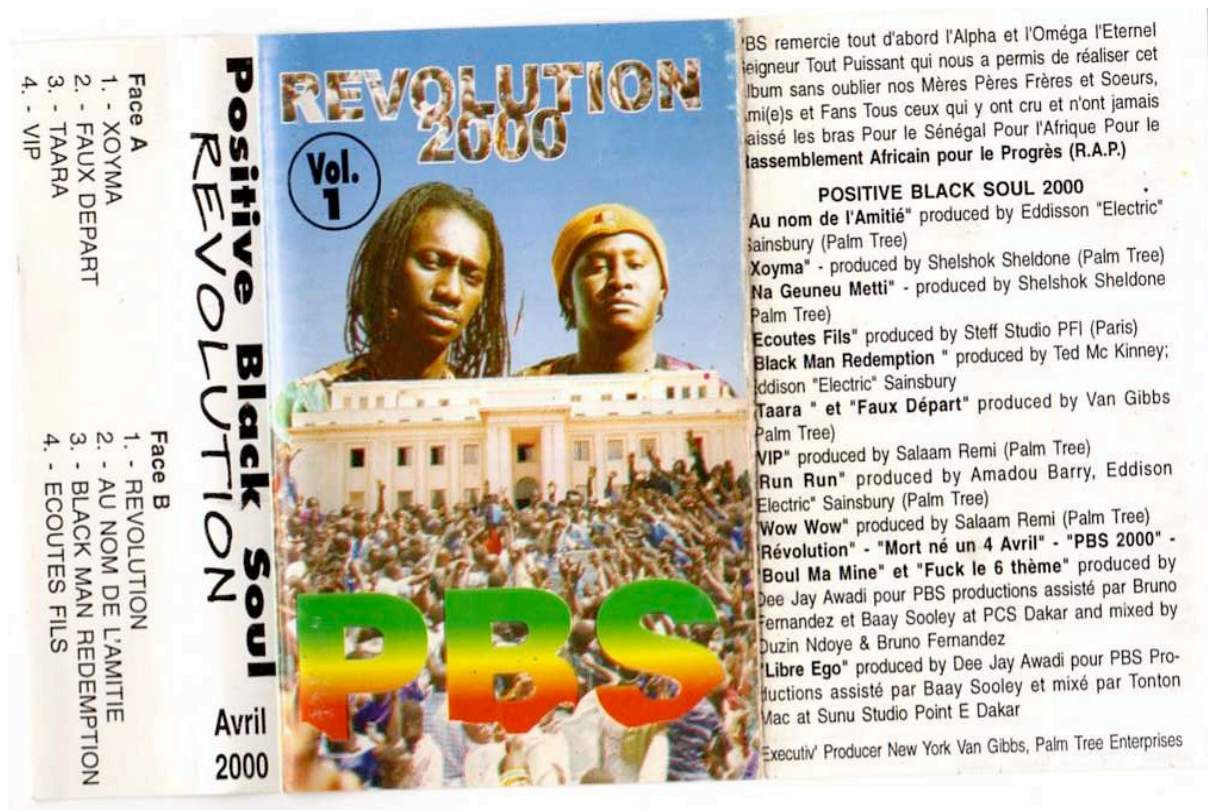 Face A
1. - XOYMA
2. - FAUX DEPART
3. - TAARA
4. - VIP
Face B
1. - REVOLUTION
2. - AU NOM DE L'AMITIE
3. - BLACK MAN REDEMPTION
4. - ECOUTES FILS
Positive Black Soul
REVOLUTION
Avril
2000
REVOLUTION
2000
Vol.
1
PBS
PBS remercie tout d'abord l'Alpha et l'Oméga l'Eternel
eigneur Tout Puissant qui nous a permis de réaliser cet
lbum sans oublier nos Mères Pères Frères et Soeurs,
mi(e)s et Fans Tous ceux qui y ont cru et n'ont jamais
aissé les bras Pour le Sénégal Pour l'Afrique Pour le
assemblement Africain pour le Progrès (R.A.P.)
POSITIVE BLACK SOUL 2000
Au nom de l'Amitié" produced by Eddisson "Electric"
Sainsbury (Palm Tree)
Xoyma" - produced by Shelshok Sheldone (Palm Tree)
Na Geuneu Metti" - produced by Shelshok Sheldone
Palm Tree)
Ecoutes Fils" produced by Steff Studio PFI (Paris)
Black Man Redemption " produced by Ted Mc Kinney;
ddison "Electric" Sainsbury
Taara " et "Faux Départ" produced by Van Gibbs
Palm Tree)
VIP" produced by Salaam Remi (Palm Tree)
Run Run" produced by Amadou Barry, Eddison
Electric" Sainsbury (Palm Tree)
"Wow Wow" produced by Salaam Remi (Palm Tree)
"Révolution" - "Mort né un 4 Avril" - "PBS 2000" -
"Boul Ma Mine" et "Fuck le 6 thème" produced by
Dee Jay Awadi pour PBS productions assisté par Bruno
Fernandez et Baay Sooley at PCS Dakar and mixed by
Ouzin Ndoye & Bruno Fernandez
"Libre Ego" produced by Dee Jay Awadi pour PBS Pro-
ductions assisté par Baay Sooley et mixé par Tonton
Mac at Sunu Studio Point E Dakar
Executiv' Producer New York Van Gibbs, Palm Tree Enterprises